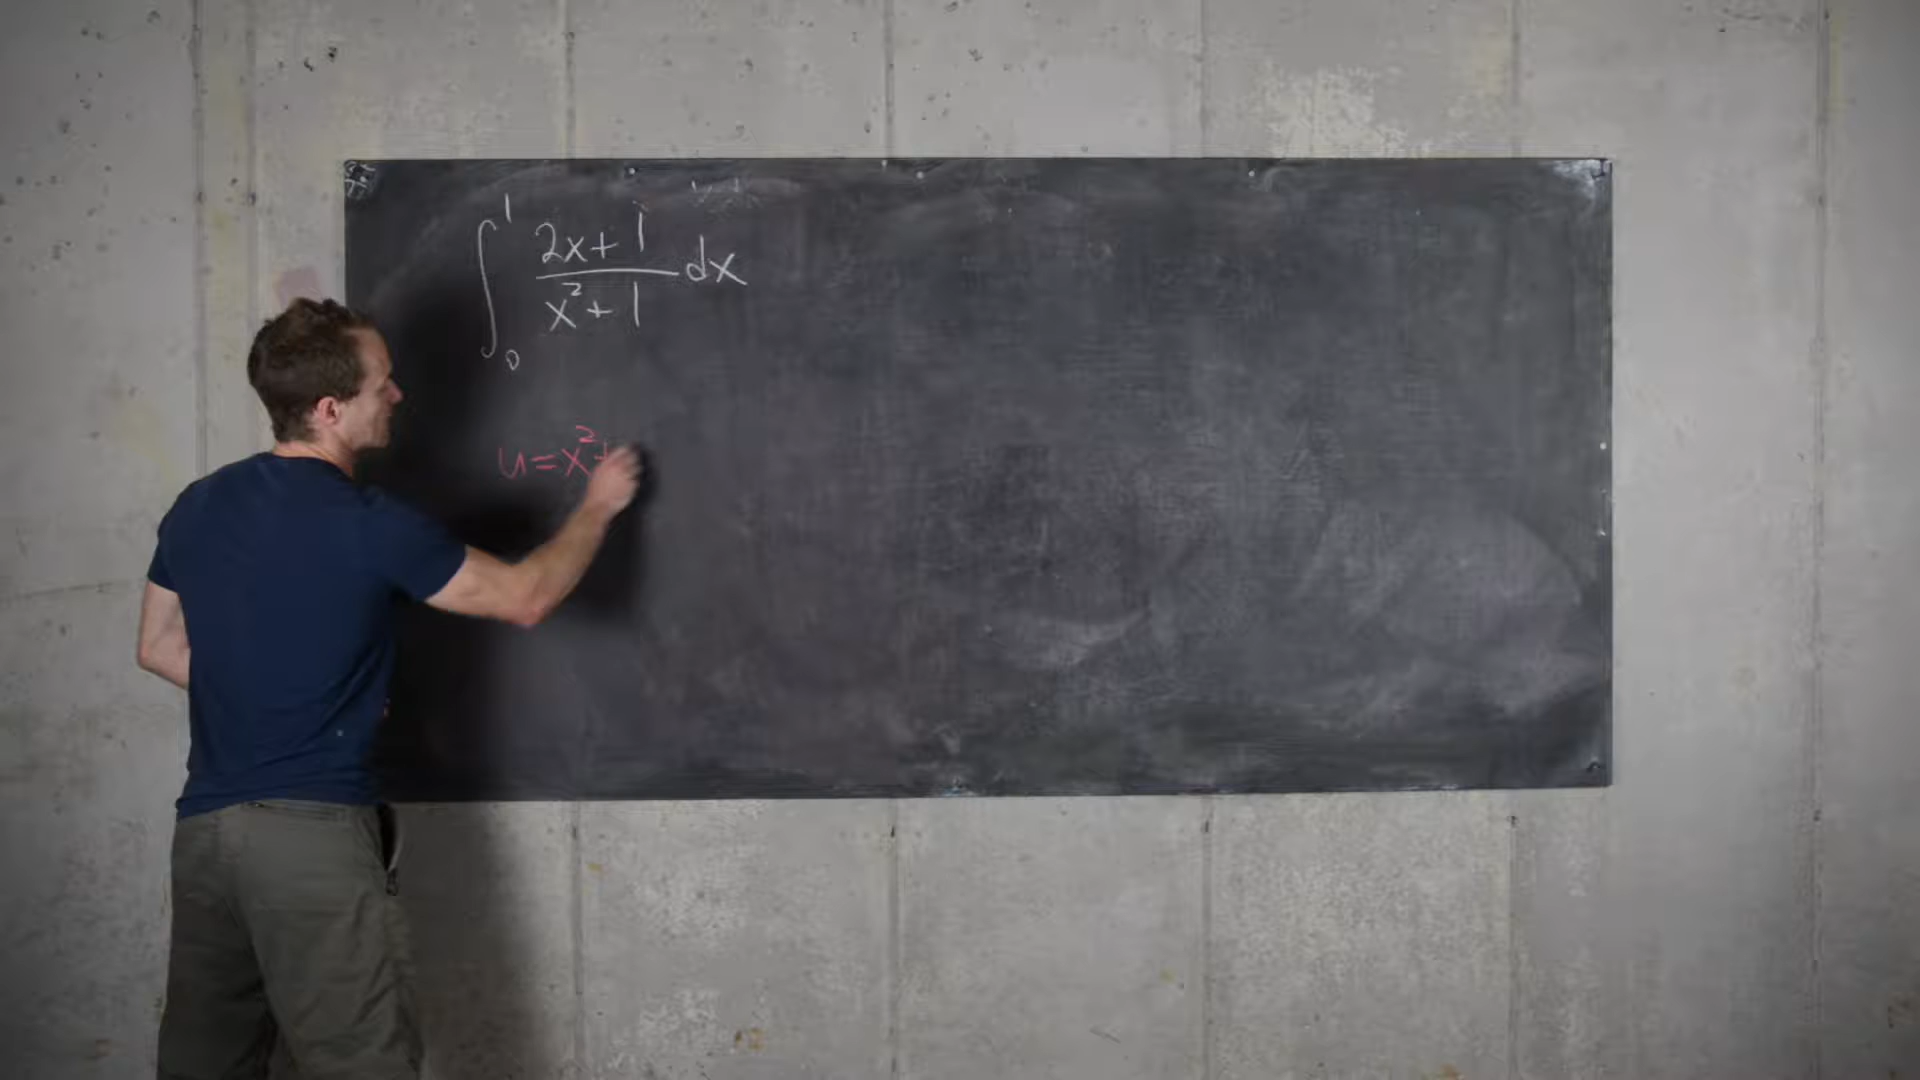 ∫₀¹ (2x+1)/(x²+1) dx
u=x²+